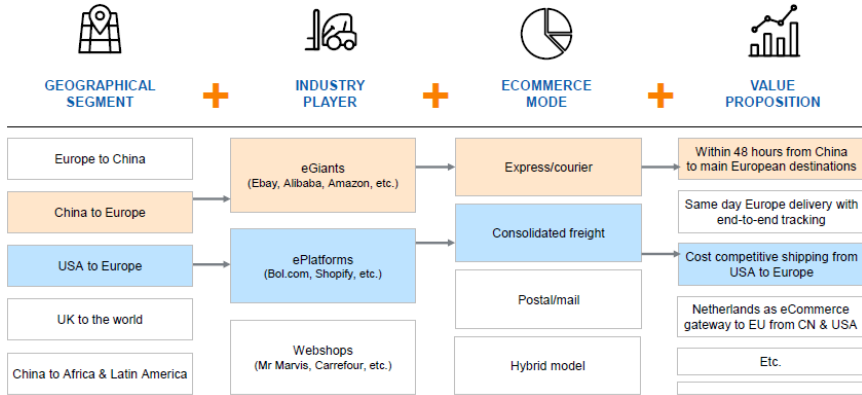 GEOGRAPHICAL
SEGMENT
INDUSTRY
PLAYER
ECOMMERCE
MODE
VALUE
PROPOSITION
Europe to China
China to Europe
USA to Europe
UK to the world
China to Africa & Latin America
eGiants
(Ebay, Alibaba, Amazon, etc.)
ePlatforms
(Bol.com, Shopify, etc.)
Webshops
(Mr Marvis, Carrefour, etc.)
Express/courier
Consolidated freight
Postal/mail
Hybrid model
Within 48 hours from China
to main European destinations
Same day Europe delivery with
end-to-end tracking
Cost competitive shipping from
USA to Europe
Netherlands as eCommerce
gateway to EU from CN & USA
Etc.